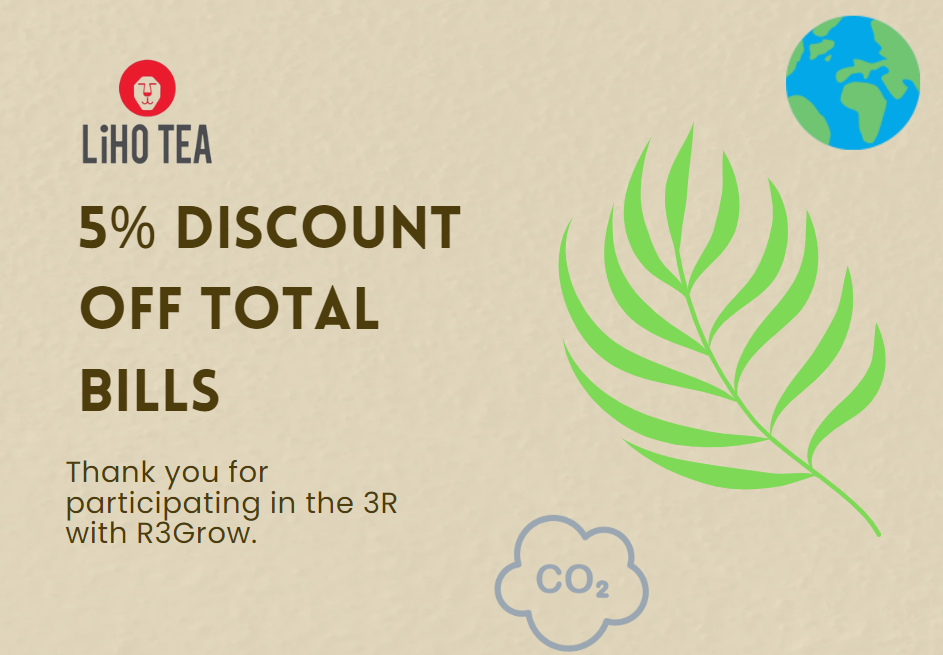 LiHO TEA
5% DISCOUNT
OFF TOTAL
BILLS
Thank you for
participating in the 3R
with R3Grow.
CO₂